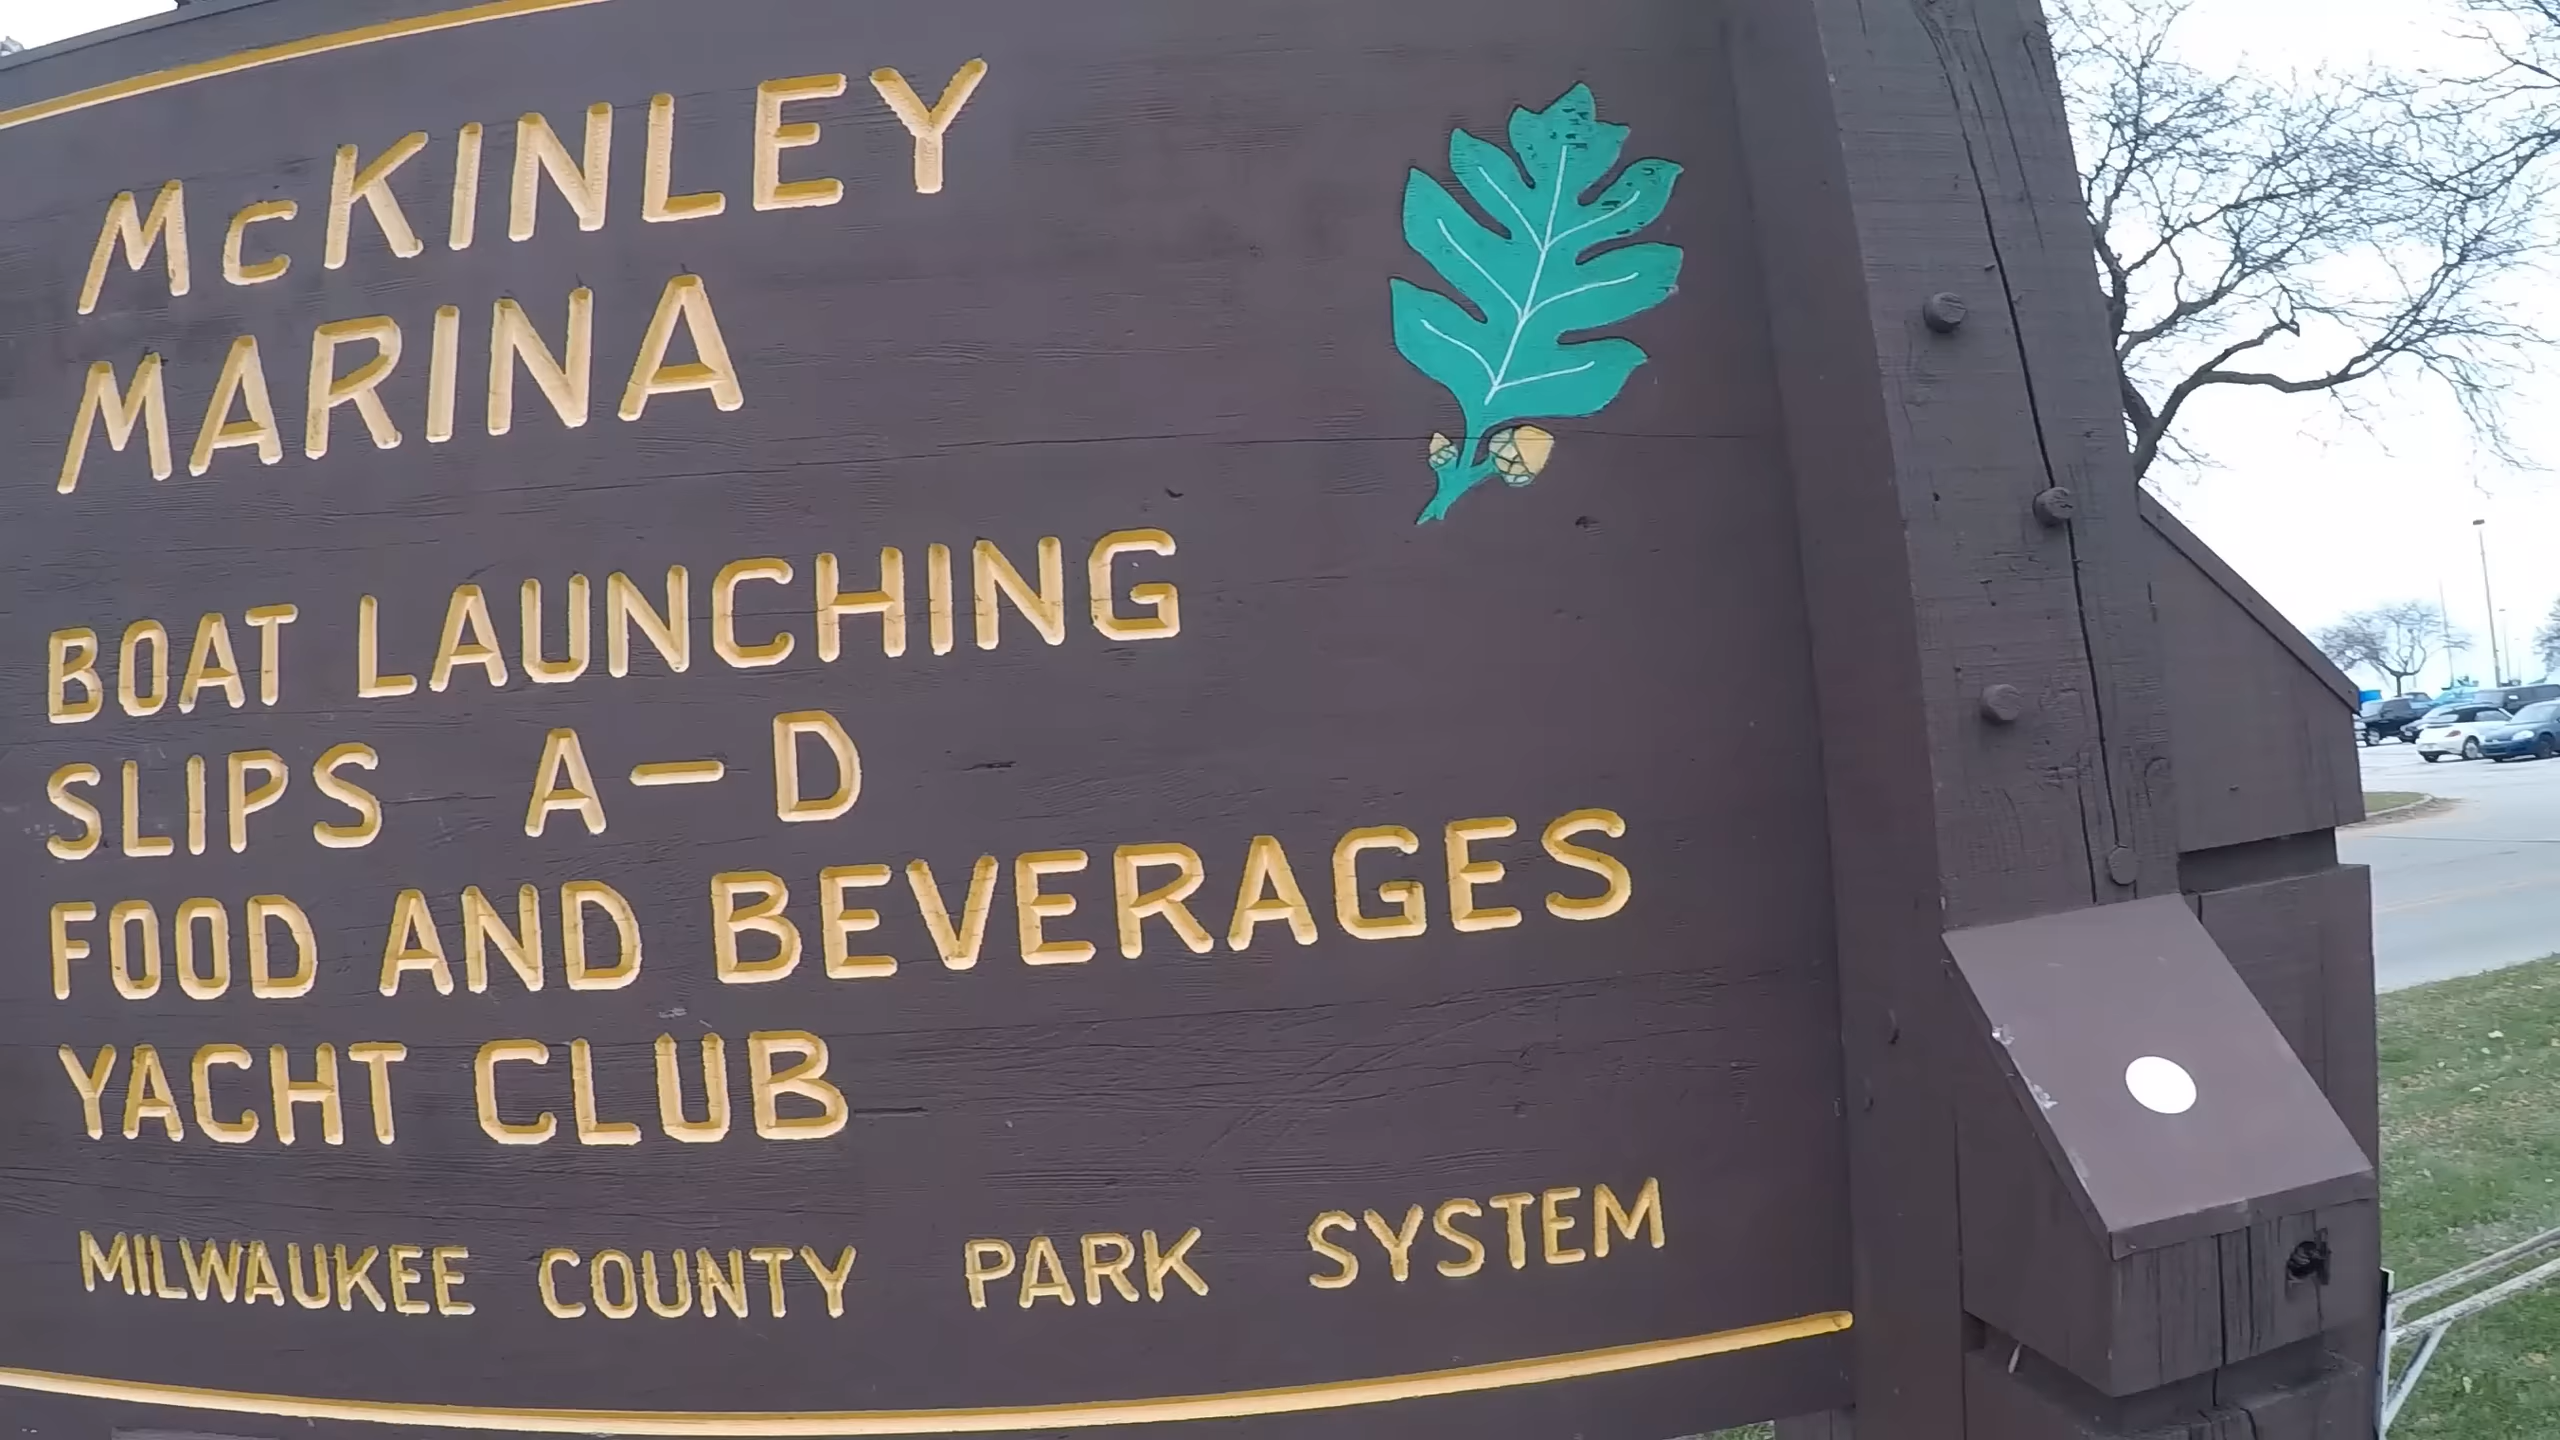 McKINLEY
MARINA
BOAT LAUNCHING
SLIPS A-D
FOOD AND BEVERAGES
YACHT CLUB
MILWAUKEE COUNTY PARK SYSTEM